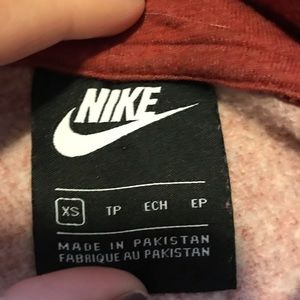 NIKE
XS TP ECH EP
MADE IN PAKISTAN
FABRIQUE AU PAKISTAN